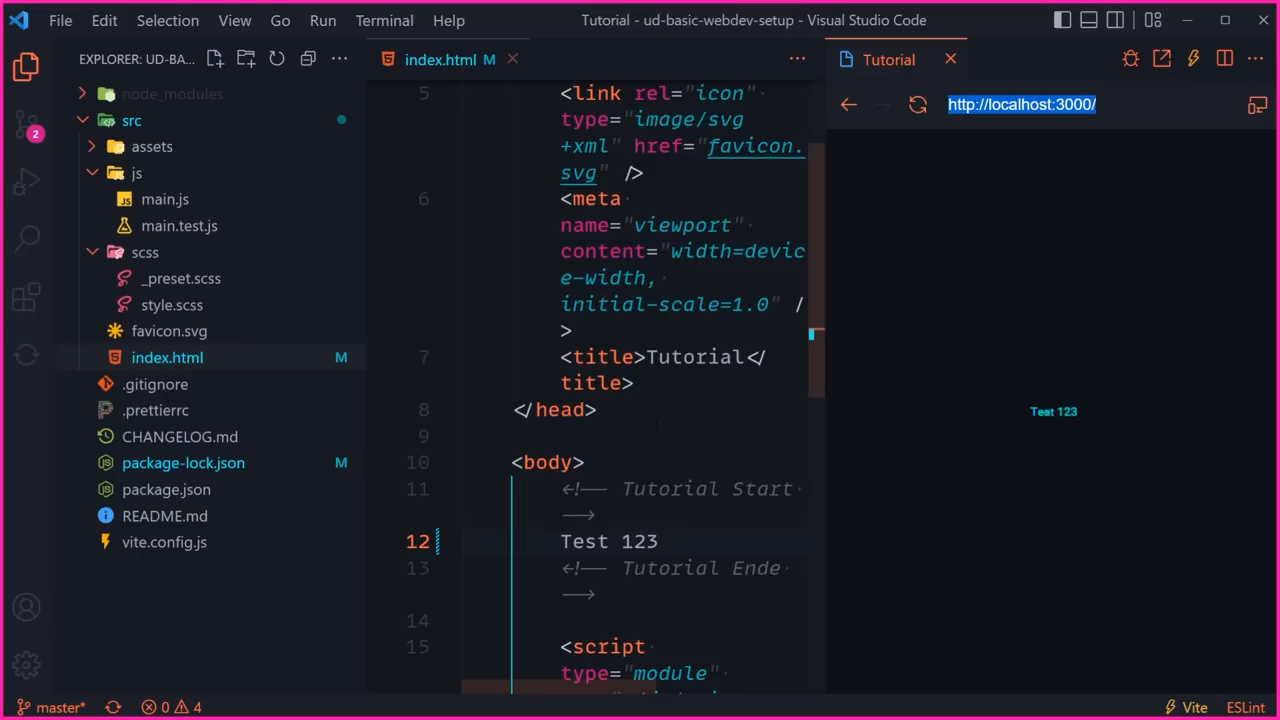 File Edit Selection View Go Run Terminal Help Tutorial - ud-basic-webdev-setup - Visual Studio Code
EXPLORER: UD-BA...
node_modules
src
assets
js
main.js
main.test.js
scss
_preset.scss
style.scss
favicon.svg
index.html M
.gitignore
.prettierrc
CHANGELOG.md
package-lock.json M
package.json
README.md
vite.config.js
2
index.html M
5 <link rel="icon"
type="image/svg
+xml" href="favicon.
svg" />
6 <meta
name="viewport"
content="width=devic
e-width,
initial-scale=1.0" /
>
7 <title>Tutorial</
title>
8 </head>
9
10 <body>
11 <!-- Tutorial Start
-->
12 Test 123
13 <!-- Tutorial Ende
-->
14
15 <script
type="module"
Tutorial
http://localhost:3000/
Test 123
master* 0 4 Vite ESLint